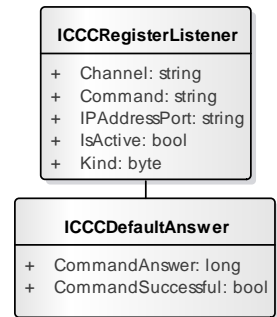 ICCCRegisterListener
+ Channel: string
+ Command: string
+ IPAddressPort: string
+ IsActive: bool
+ Kind: byte
ICCCDefaultAnswer
+ CommandAnswer: long
+ CommandSuccessful: bool